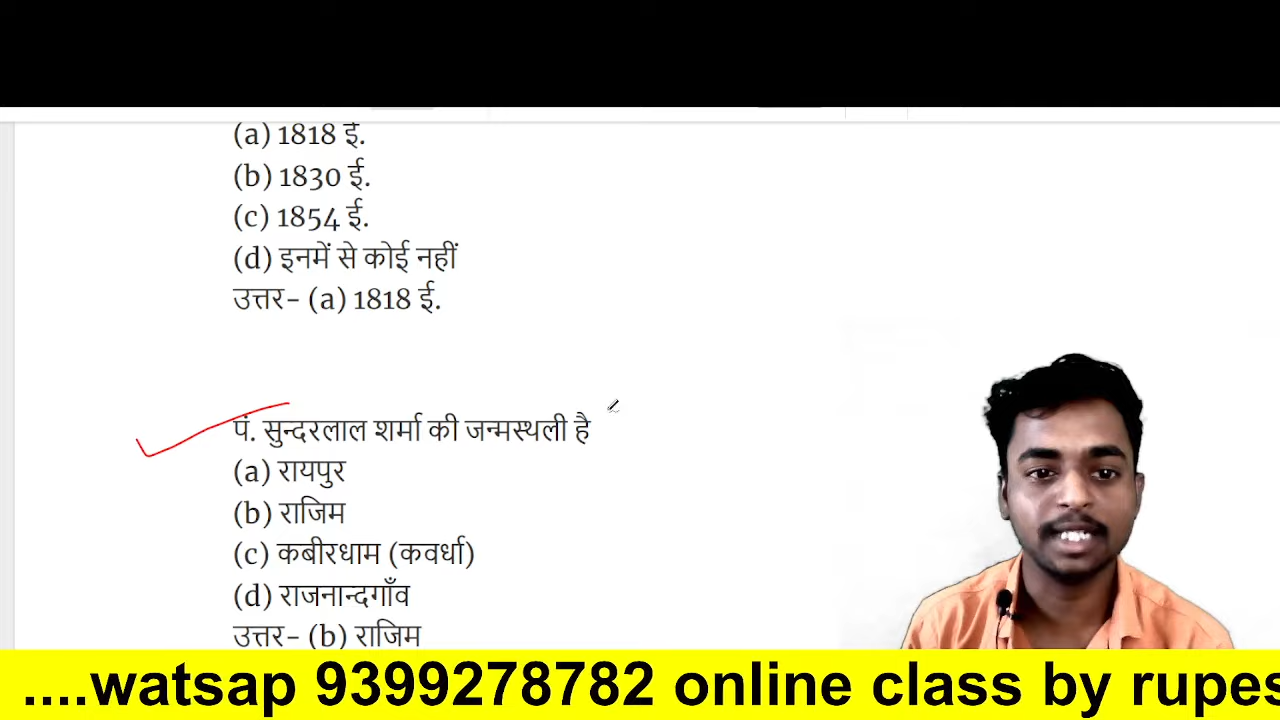 (a) 1818 ई.
(b) 1830 ई.
(c) 1854 ई.
(d) इनमें से कोई नहीं
उत्तर- (a) 1818 ई.
पं. सुन्दरलाल शर्मा की जन्मस्थली है
(a) रायपुर
(b) राजिम
(c) कबीरधाम (कवर्धा)
(d) राजनान्दगाँव
उत्तर- (b) राजिम
....watsap 9399278782 online class by rupes